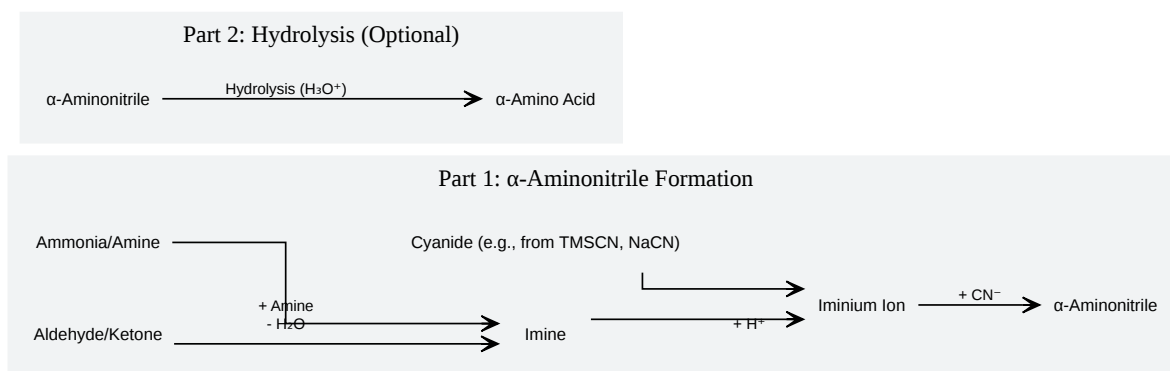 Part 2: Hydrolysis (Optional)
Hydrolysis (H₃O⁺)
α-Aminonitrile
α-Amino Acid
Part 1: α-Aminonitrile Formation
Ammonia/Amine
Cyanide (e.g., from TMSCN, NaCN)
+ Amine
- H₂O
Aldehyde/Ketone
Imine
+ H⁺
Iminium Ion
+ CN⁻
α-Aminonitrile